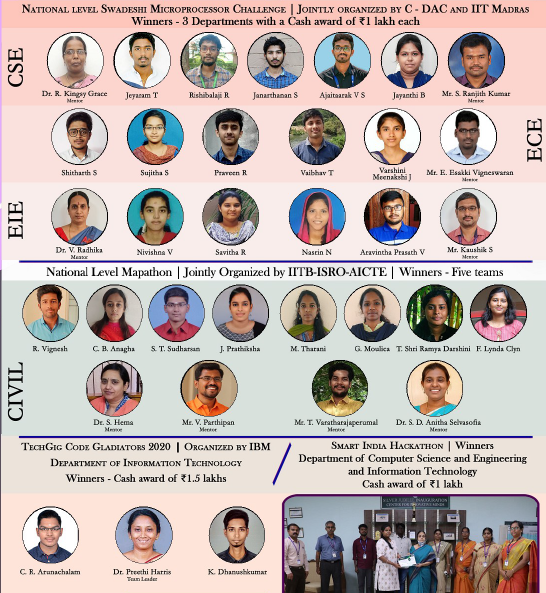 National level Swadeshi Microprocessor Challenge | Jointly organized by C - DAC and IIT Madras
Winners - 3 Departments with a Cash award of ₹1 lakh each
CSE
Dr. R. Kingsy Grace
Mentor
Jeyaram T
Rishibalaji R
Janarthanan S
Ajaitaarak V S
Jayanthi B
Mr. S. Ranjith Kumar
Mentor
ECE
Shitharth S
Sujitha S
Praveen R
Vaibhav T
Varshini
Meenakshi J
Mr. E. Esakki Vigneswaran
Mentor
EIE
Dr. V. Radhika
Mentor
Nivishna V
Savitha R
Nasrin N
Aravintha Prasath V
Mr. Kaushik S
Mentor
National Level Mapathon | Jointly Organized by IITB-ISRO-AICTE | Winners - Five teams
CIVIL
R. Vignesh
C. B. Anagha
S. T. Sudharsan
J. Prathiksha
M. Tharani
G. Moulica
T. Shri Ramya Darshini
F. Lynda Clyn
Dr. S. Hema
Mentor
Mr. V. Parthipan
Mentor
Mr. T. Varatharajaperumal
Mentor
Dr. S. D. Anitha Selvasofia
Mentor
TechGig Code Gladiators 2020 | Organized by IBM
Department of Information Technology
Winners - Cash award of ₹1.5 lakhs
C. R. Arunachalam
Dr. Preethi Harris
Team Leader
K. Dhanushkumar
Smart India Hackathon | Winners
Department of Computer Science and Engineering
and Information Technology
Cash award of ₹1 lakh
CENTER FOR INNOVATIVE MINDS